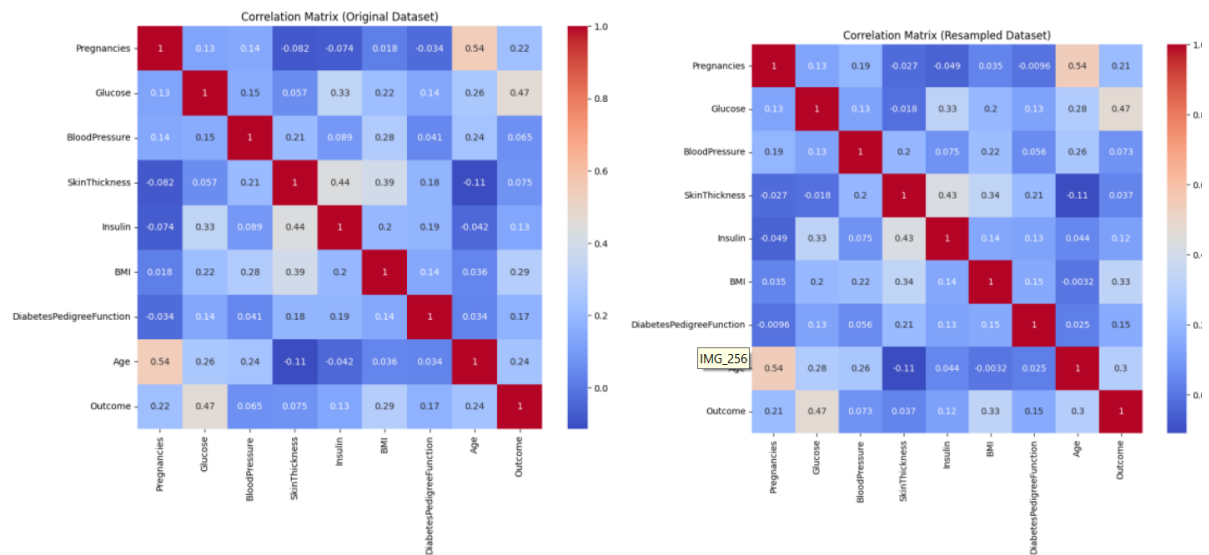 Correlation Matrix (Original Dataset)
Pregnancies 1 0.13 0.14 -0.082 -0.074 0.018 -0.034 0.54 0.22
Glucose 0.13 1 0.15 0.057 0.33 0.22 0.14 0.26 0.47
BloodPressure 0.14 0.15 1 0.21 0.089 0.28 0.041 0.24 0.065
SkinThickness -0.082 0.057 0.21 1 0.44 0.39 0.18 -0.11 0.075
Insulin -0.074 0.33 0.089 0.44 1 0.2 0.19 -0.042 0.13
BMI 0.018 0.22 0.28 0.39 0.2 1 0.14 0.036 0.29
DiabetesPedigreeFunction -0.034 0.14 0.041 0.18 0.19 0.14 1 0.034 0.17
Age 0.54 0.26 0.24 -0.11 -0.042 0.036 0.034 1 0.24
Outcome 0.22 0.47 0.065 0.075 0.13 0.29 0.17 0.24 1
Pregnancies
Glucose
BloodPressure
SkinThickness
Insulin
BMI
DiabetesPedigreeFunction
Age
Outcome
1.0
0.8
0.6
0.4
0.2
0.0
Correlation Matrix (Resampled Dataset)
Pregnancies 1 0.13 0.19 -0.027 -0.049 0.035 -0.0096 0.54 0.21
Glucose 0.13 1 0.13 -0.018 0.33 0.2 0.13 0.28 0.47
BloodPressure 0.19 0.13 1 0.2 0.075 0.22 0.056 0.26 0.073
SkinThickness -0.027 -0.018 0.2 1 0.43 0.34 0.21 -0.11 0.037
Insulin -0.049 0.33 0.075 0.43 1 0.14 0.13 0.044 0.12
BMI 0.035 0.2 0.22 0.34 0.14 1 0.15 -0.0032 0.33
DiabetesPedigreeFunction -0.0096 0.13 0.056 0.21 0.13 0.15 1 0.025 0.15
IMG_256
0.54 0.28 0.26 -0.11 0.044 -0.0032 0.025 1 0.3
Outcome 0.21 0.47 0.073 0.037 0.12 0.33 0.15 0.3 1
Pregnancies
Glucose
BloodPressure
SkinThickness
Insulin
BMI
DiabetesPedigreeFunction
Age
Outcome